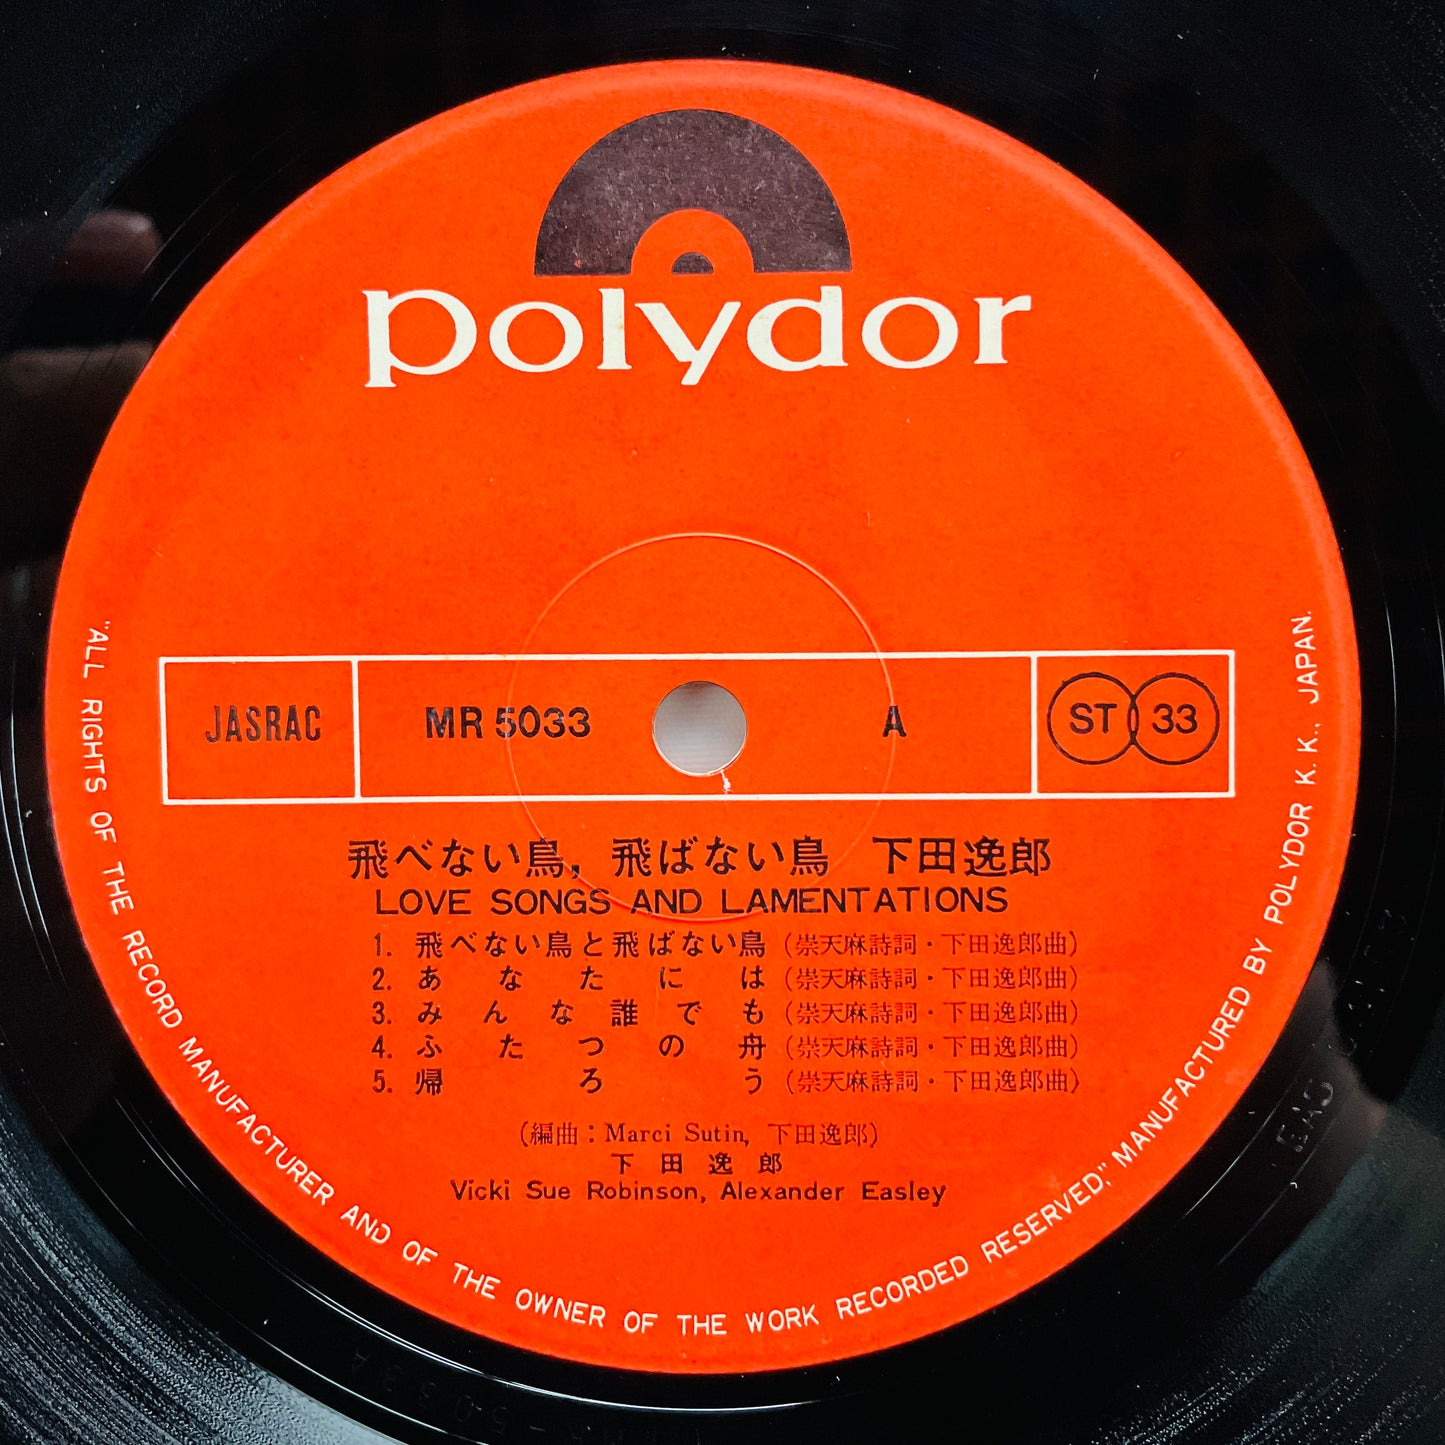 polydor
JASRAC MR 5033 A ST 33
飛べない鳥，飛ばない鳥 下田逸郎
LOVE SONGS AND LAMENTATIONS
1. 飛べない鳥と飛ばない鳥 (崇天麻詩詞・下田逸郎曲)
2. あなたには (崇天麻詩詞・下田逸郎曲)
3. みんな誰でも (崇天麻詩詞・下田逸郎曲)
4. ふたつの舟 (崇天麻詩詞・下田逸郎曲)
5. 帰ろう (崇天麻詩詞・下田逸郎曲)
(編曲：Marci Sutin, 下田逸郎)
下田逸郎
Vicki Sue Robinson, Alexander Easley
"ALL RIGHTS OF THE RECORD MANUFACTURER AND OF THE OWNER OF THE WORK RECORDED RESERVED," MANUFACTURED BY POLYDOR K. K., JAPAN.